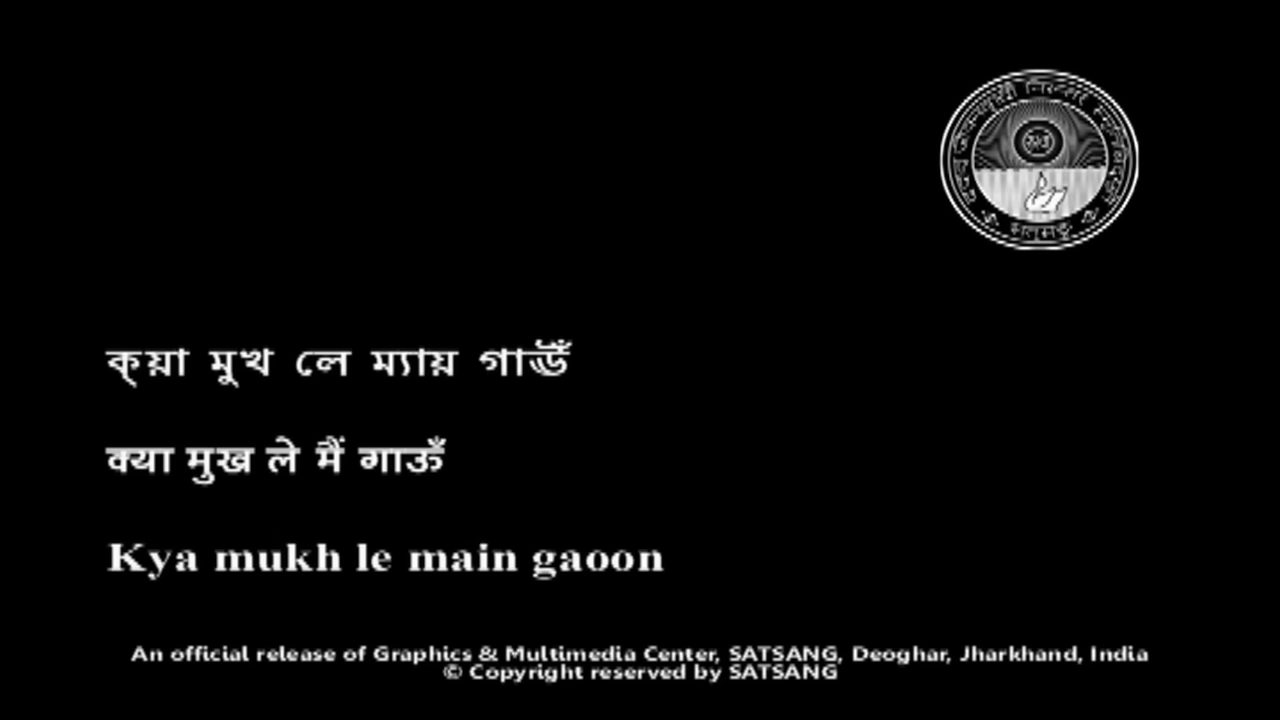 ক্য়া মুখ লে ম্যায় গাঊঁ
क्या मुख ले मैं गाऊँ
Kya mukh le main gaoon
An official release of Graphics & Multimedia Center, SATSANG, Deoghar, Jharkhand, India
© Copyright reserved by SATSANG